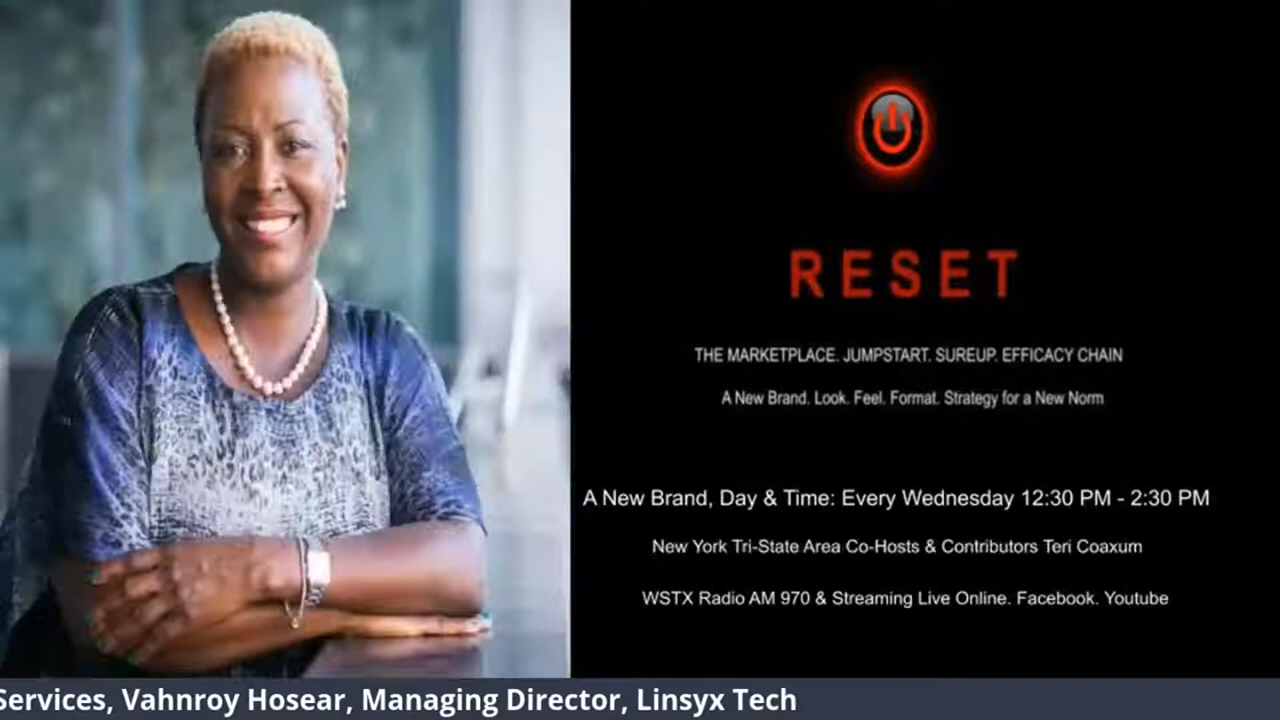 RESET
THE MARKETPLACE. JUMPSTART. SUREUP. EFFICACY CHAIN
A New Brand. Look. Feel. Format. Strategy for a New Norm
A New Brand, Day & Time: Every Wednesday 12:30 PM - 2:30 PM
New York Tri-State Area Co-Hosts & Contributors Teri Coaxum
WSTX Radio AM 970 & Streaming Live Online. Facebook. Youtube
Services, Vahnroy Hosear, Managing Director, Linsyx Tech